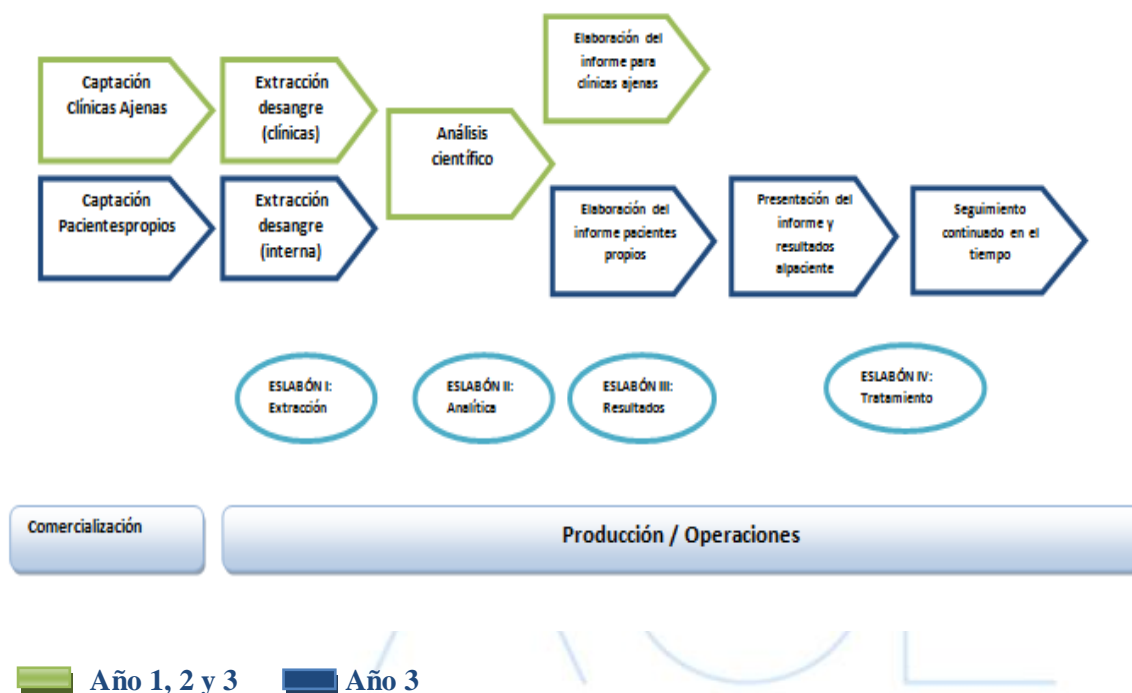 Elaboración del
informe para
clínicas ajenas
Captación
Clínicas Ajenas
Extracción
desangre
(clínicas)
Análisis
científico
Captación
Pacientespropios
Extracción
desangre
(interna)
Elaboración del
informe pacientes
propios
Presentación del
informe y
resultados
alpaciente
Seguimiento
continuado en el
tiempo
ESLABÓN I:
Extracción
ESLABÓN II:
Analítica
ESLABÓN III:
Resultados
ESLABÓN IV:
Tratamiento
Comercialización
Producción / Operaciones
Año 1, 2 y 3
Año 3